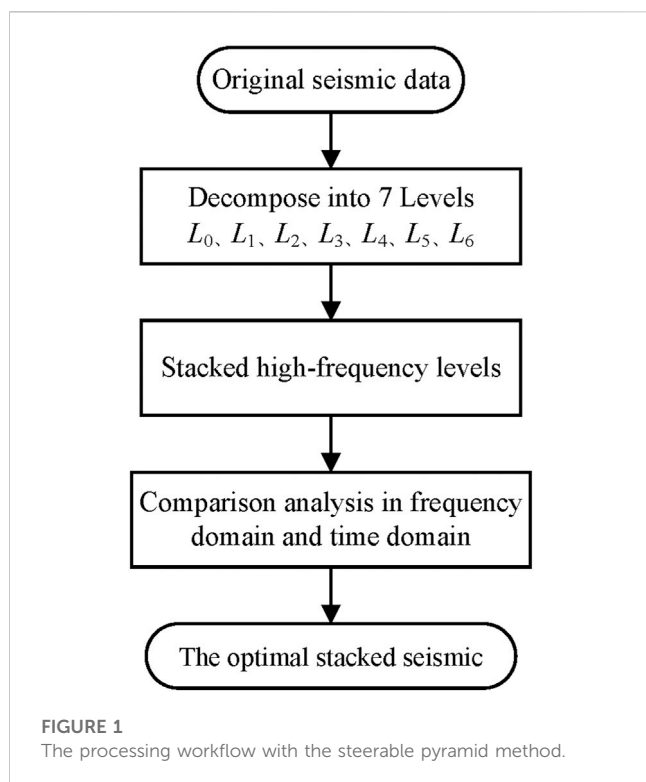 Original seismic data
Decompose into 7 Levels
L₀、L₁、L₂、L₃、L₄、L₅、L₆
Stacked high-frequency levels
Comparison analysis in frequency
domain and time domain
The optimal stacked seismic
FIGURE 1
The processing workflow with the steerable pyramid method.